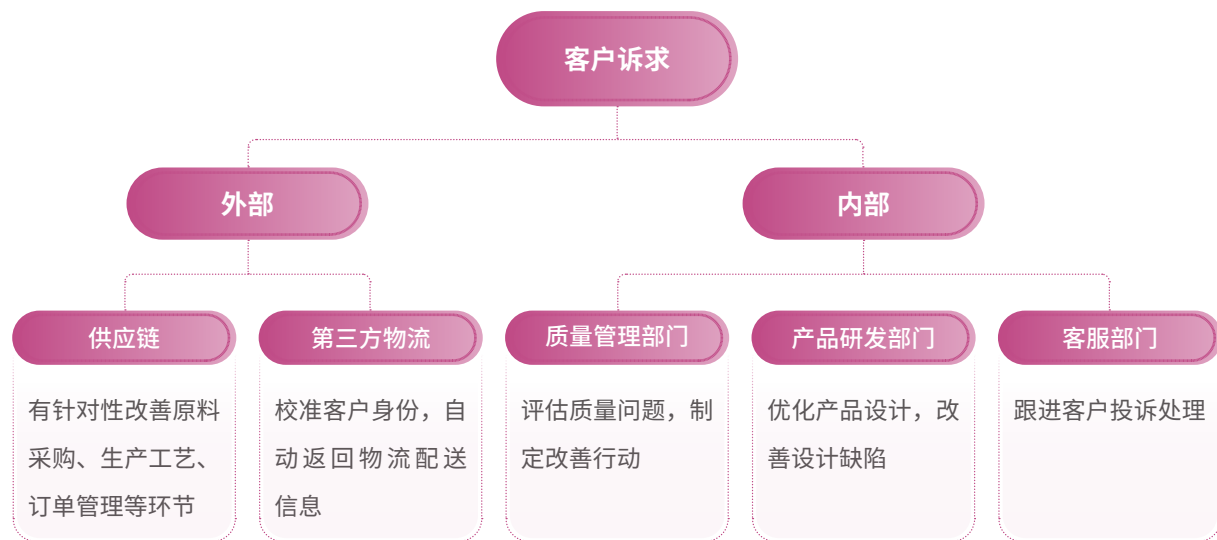 客户诉求
外部
内部
供应链
有针对性改善原料
采购、生产工艺、
订单管理等环节
第三方物流
校准客户身份，自
动返回物流配送
信息
质量管理部门
评估质量问题，制
定改善行动
产品研发部门
优化产品设计，改
善设计缺陷
客服部门
跟进客户投诉处理